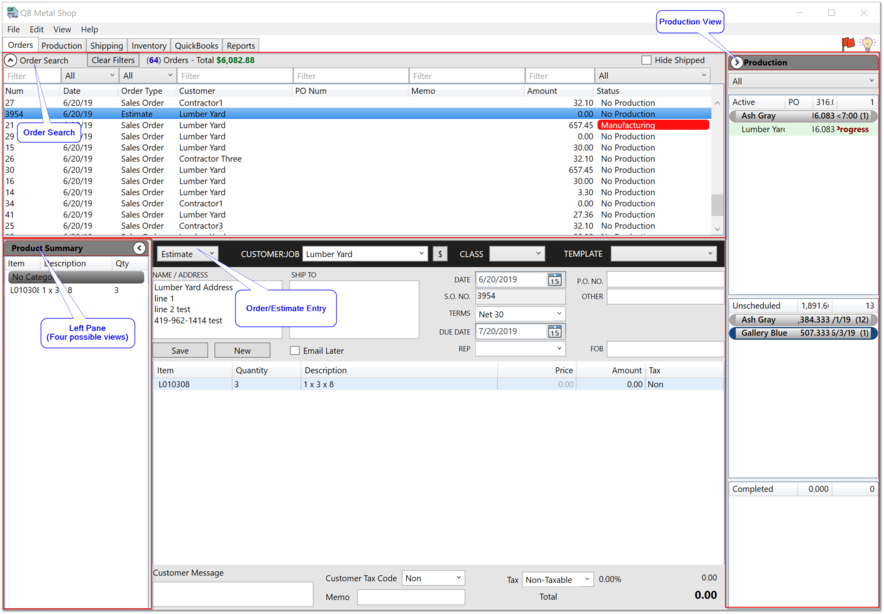 QB Metal Shop
File Edit View Help
Production View
Orders Production Shipping Inventory QuickBooks Reports
Order Search Clear Filters (64) Orders - Total $6,082.88 Hide Shipped
Filter All All Filter Filter Filter Filter All
Num Date Order Type Customer PO Num Memo Amount Status
27 6/20/19 Sales Order Contractor1 32.10 No Production
3954 6/20/19 Estimate Lumber Yard 0.00 No Production
21 6/20/19 Sales Order Lumber Yard 657.45 Manufacturing
29 6/20/19 Sales Order Lumber Yard 0.00 No Production
Order Search
15 6/20/19 Sales Order Lumber Yard 30.00 No Production
26 6/20/19 Sales Order Contractor Three 32.10 No Production
30 6/20/19 Sales Order Lumber Yard 657.45 No Production
16 6/20/19 Sales Order Lumber Yard 30.00 No Production
14 6/20/19 Sales Order Lumber Yard 3.30 No Production
34 6/20/19 Sales Order Contractor1 0.00 No Production
41 6/20/19 Sales Order Lumber Yard 27.36 No Production
25 6/20/19 Sales Order Contractor3 32.10 No Production
Production
All
Active PO 316.( 1
Ash Gray 16.083 <7:00 (1)
Lumber Yard 16.083 Progress
Unscheduled 1,891.6 13
Ash Gray ,384.333 1/19 (12)
Gallery Blue 507.333 5/3/19 (1)
Completed 0.000 0
Product Summary
Item Description Qty
No Category
L010308 1 x 3 x 8 3
Left Pane
(Four possible views)
Estimate CUSTOMER:JOB Lumber Yard $ CLASS TEMPLATE
NAME / ADDRESS SHIP TO
Lumber Yard Address
line 1
line 2 test
419-962-1414 test
Order/Estimate Entry
DATE 6/20/2019 15 P.O. NO.
S.O. NO. 3954 OTHER
TERMS Net 30
DUE DATE 7/20/2019 15
REP FOB
Save New Email Later
Item Quantity Description Price Amount Tax
L010308 3 1 x 3 x 8 0.00 0.00 Non
Customer Message Customer Tax Code Non Tax Non-Taxable 0.00% 0.00
Memo Total 0.00